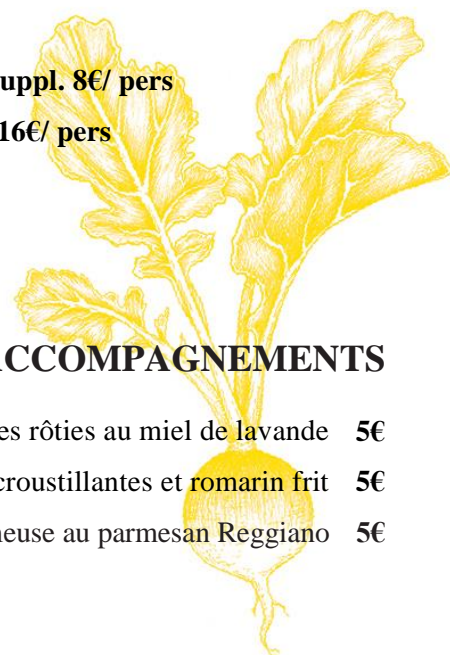 uppl. 8€/ pers
16€/ pers
CCOMPAGNEMENTS
es rôties au miel de lavande 5€
croustillantes et romarin frit 5€
neuse au parmesan Reggiano 5€